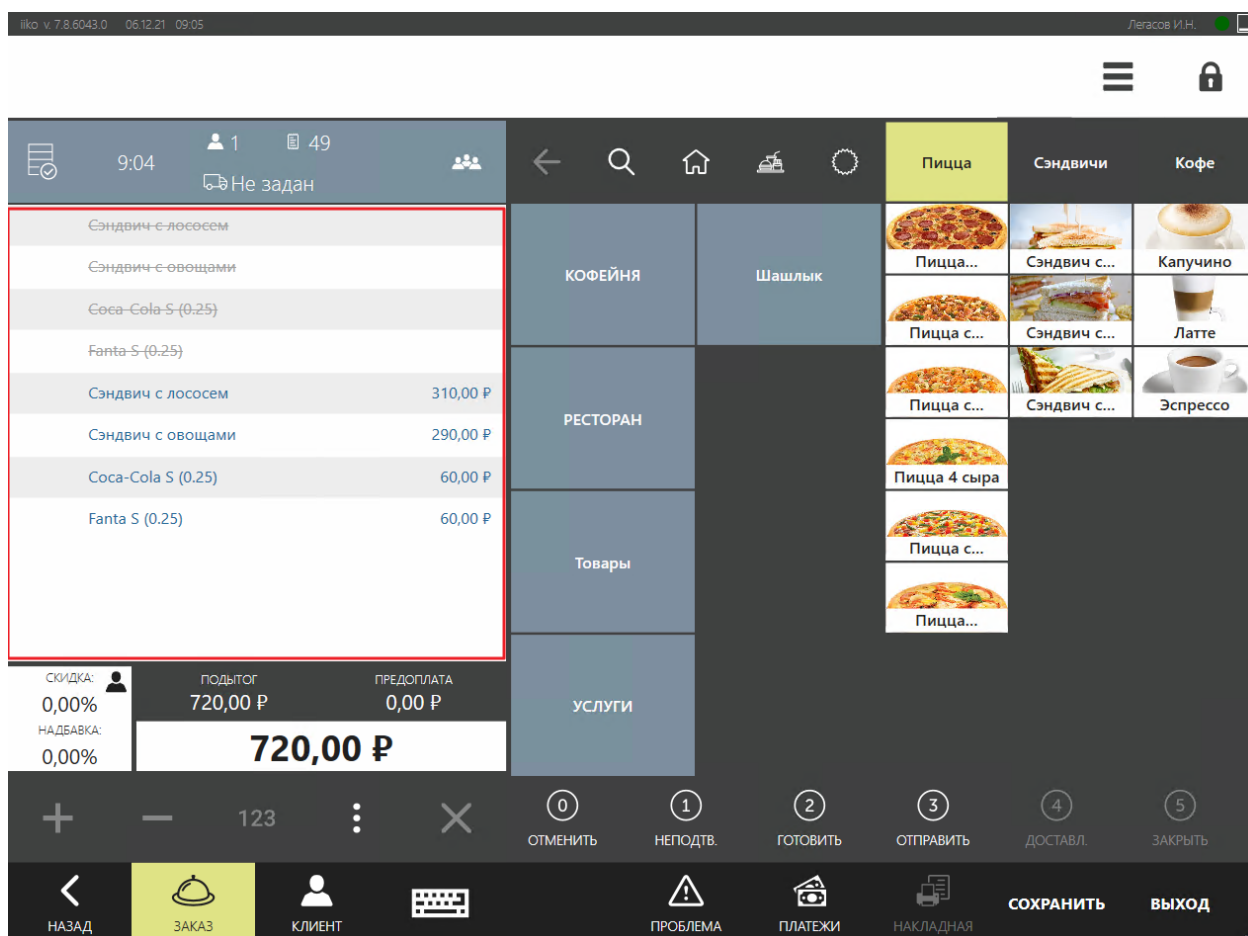 iiko v. 7.8.6043.0 06.12.21 09:05 Легасов И.Н.
9:04
1 49
Не задан
Пицца Сэндвичи Кофе
Сэндвич с лососем
Сэндвич с овощами
Coca-Cola S (0.25)
Fanta S (0.25)
Сэндвич с лососем 310,00 ₽
Сэндвич с овощами 290,00 ₽
Coca-Cola S (0.25) 60,00 ₽
Fanta S (0.25) 60,00 ₽
СКИДКА:
0,00%
НАДБАВКА:
0,00%
ПОДЫТОГ
720,00 ₽
ПРЕДОПЛАТА
0,00 ₽
720,00 ₽
КОФЕЙНЯ Шашлык
РЕСТОРАН
Товары
УСЛУГИ
Пицца... Сэндвич с... Капучино
Пицца с... Сэндвич с... Латте
Пицца с... Сэндвич с... Эспрессо
Пицца 4 сыра
Пицца с...
Пицца...
123
0 1 2 3 4 5
ОТМЕНИТЬ НЕПОДТВ. ГОТОВИТЬ ОТПРАВИТЬ ДОСТАВЛ. ЗАКРЫТЬ
НАЗАД ЗАКАЗ КЛИЕНТ ПРОБЛЕМА ПЛАТЕЖИ НАКЛАДНАЯ СОХРАНИТЬ ВЫХОД